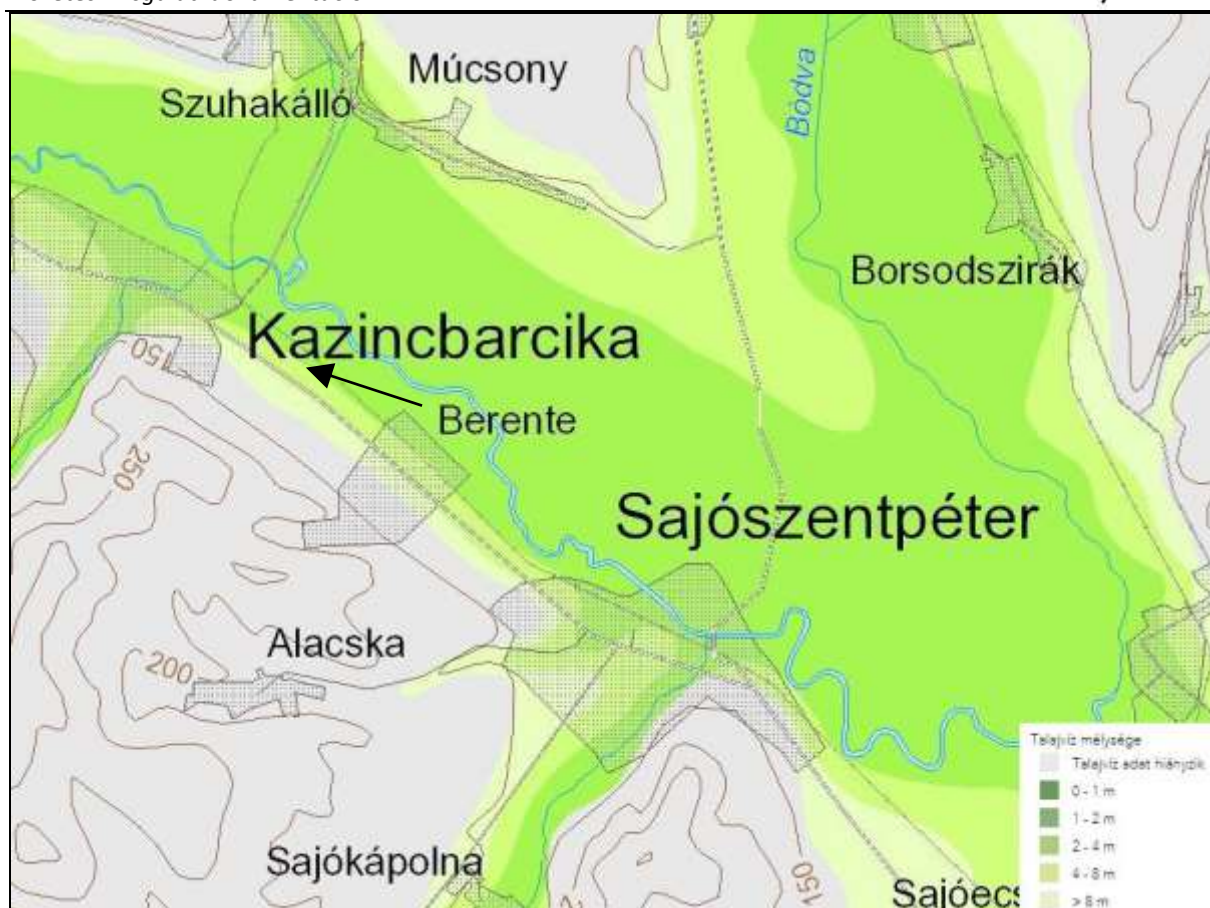 Múcsony
Szuhakálló
Bódva
Borsodszirák
Kazincbarcika
150
Berente
250
Sajószentpéter
Alacska
200
Sajókápolna
150
Sajóecs
Talajvíz mélysége
Talajvíz adat hiányzik
0 - 1 m
1 - 2 m
2 - 4 m
4 - 8 m
> 8 m